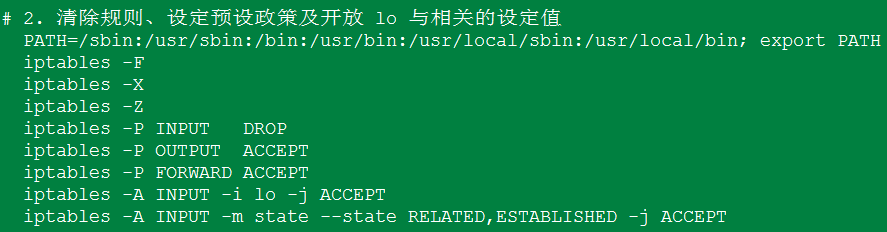 # 2. 清除规则、设定预设政策及开放 lo 与相关的设定值
PATH=/sbin:/usr/sbin:/bin:/usr/bin:/usr/local/sbin:/usr/local/bin; export PATH
iptables -F
iptables -X
iptables -Z
iptables -P INPUT   DROP
iptables -P OUTPUT  ACCEPT
iptables -P FORWARD ACCEPT
iptables -A INPUT -i lo -j ACCEPT
iptables -A INPUT -m state --state RELATED,ESTABLISHED -j ACCEPT